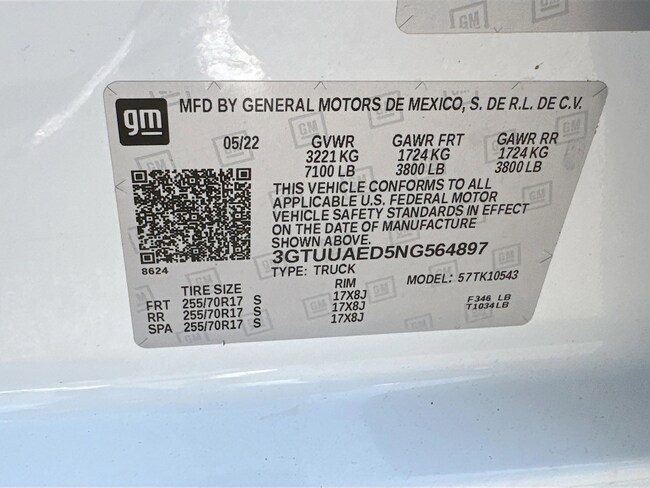 GM
gm MFD BY GENERAL MOTORS DE MEXICO, S. DE R.L. DE C.V.
05/22 GVWR GAWR FRT GAWR RR
3221 KG 1724 KG 1724 KG
7100 LB 3800 LB 3800 LB
THIS VEHICLE CONFORMS TO ALL
APPLICABLE U.S. FEDERAL MOTOR
VEHICLE SAFETY STANDARDS IN EFFECT
ON THE DATE OF MANUFACTURE
SHOWN ABOVE.
8624 3GTUUAED5NG564897
TYPE: TRUCK MODEL: 57TK10543
TIRE SIZE RIM
FRT 255/70R17 S 17X8J F346 LB
RR 255/70R17 S 17X8J T1034LB
SPA 255/70R17 S 17X8J